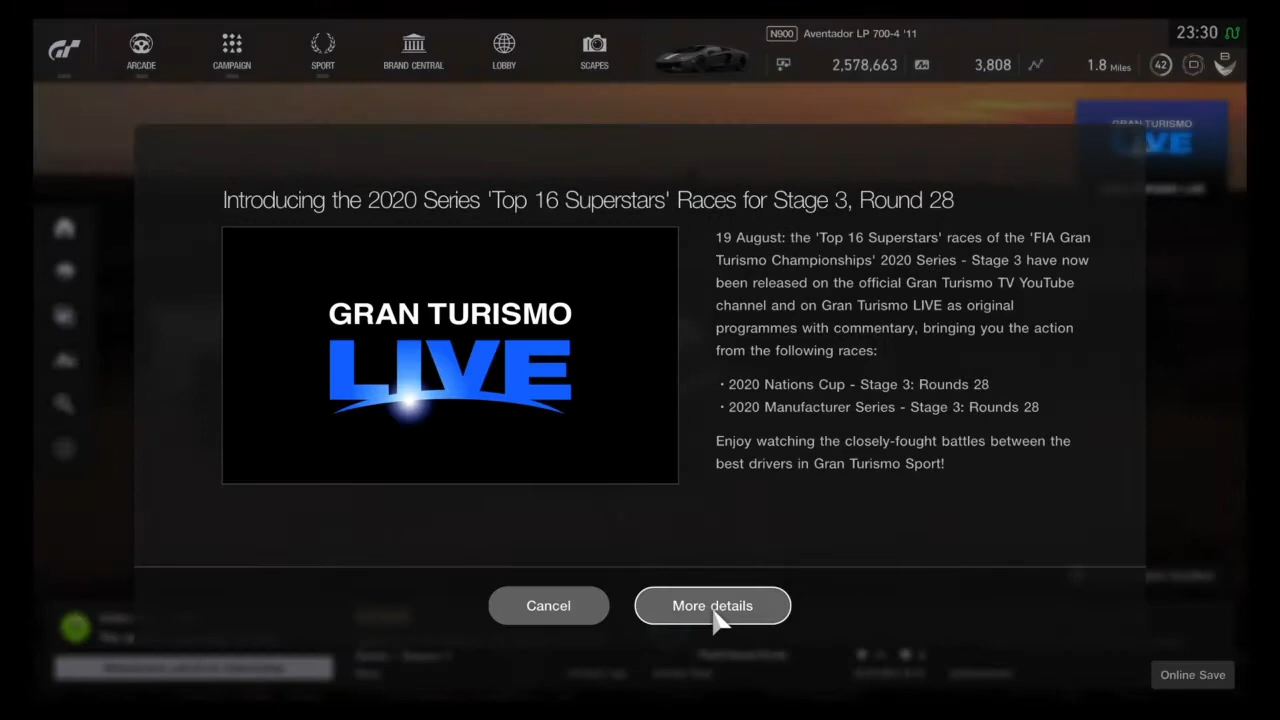 N900 Aventador LP 700-4 '11
23:30
ARCADE
CAMPAIGN
SPORT
BRAND CENTRAL
LOBBY
SCAPES
2,578,663
3,808
1.8 Miles
42
B
GRAN TURISMO
LIVE
Introducing the 2020 Series 'Top 16 Superstars' Races for Stage 3, Round 28
GRAN TURISMO
LIVE
19 August: the 'Top 16 Superstars' races of the 'FIA Gran
Turismo Championships' 2020 Series - Stage 3 have now
been released on the official Gran Turismo TV YouTube
channel and on Gran Turismo LIVE as original
programmes with commentary, bringing you the action
from the following races:
・2020 Nations Cup - Stage 3: Rounds 28
・2020 Manufacturer Series - Stage 3: Rounds 28
Enjoy watching the closely-fought battles between the
best drivers in Gran Turismo Sport!
Cancel
More details
Online Save